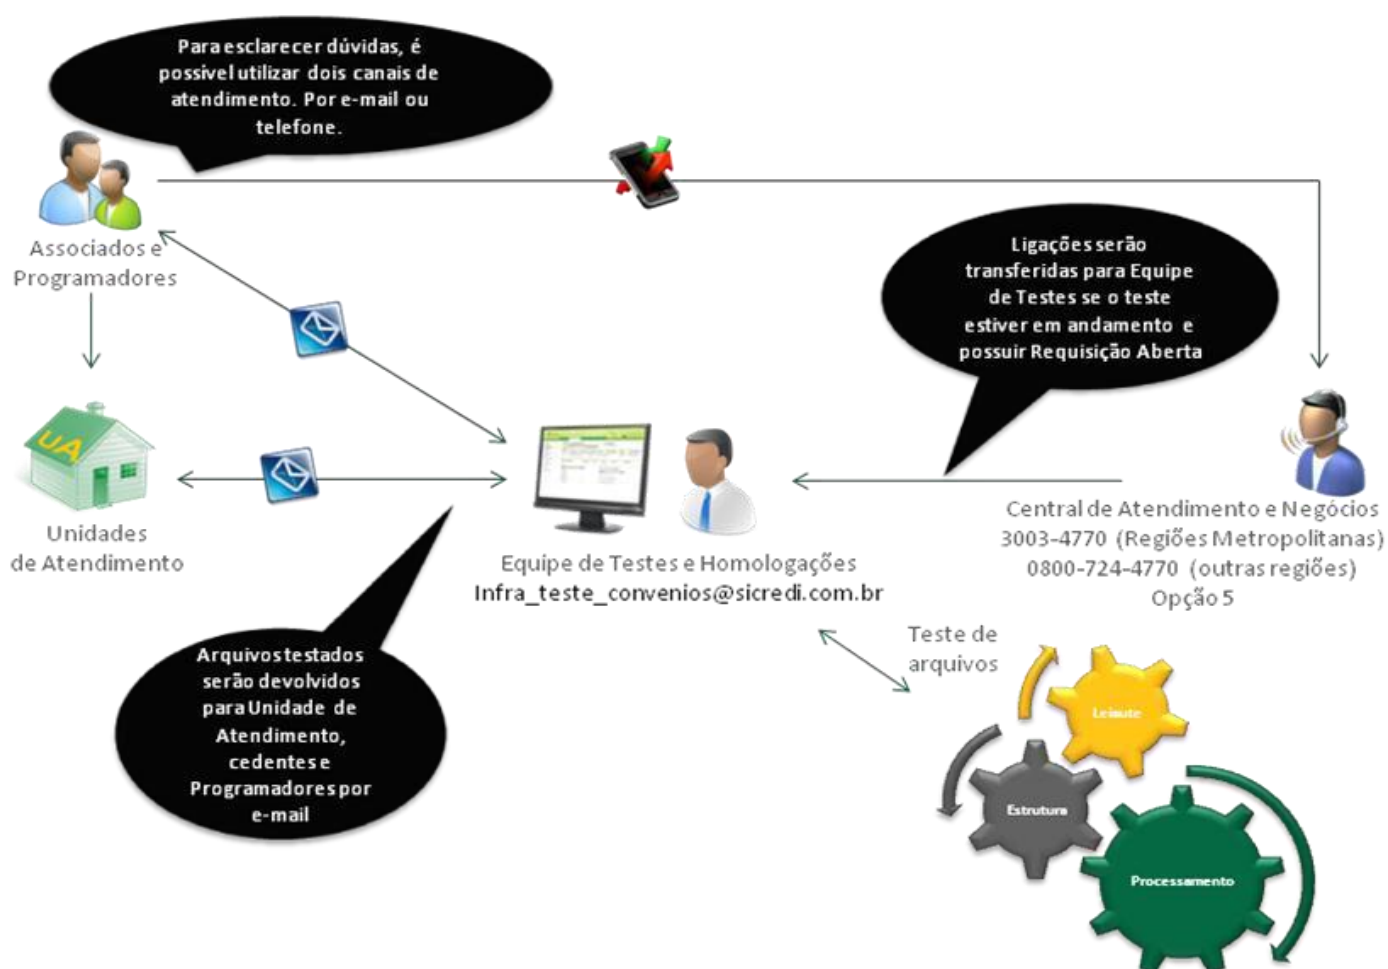 Para esclarecer dúvidas, é
possível utilizar dois canais de
atendimento. Por e-mail ou
telefone.
Associados e
Programadores
Ligações serão
transferidas para Equipe
de Testes se o teste
estiver em andamento e
possuir Requisição Aberta
UA
Unidades
de Atendimento
Equipe de Testes e Homologações
Infra_teste_convenios@sicredi.com.br
Central de Atendimento e Negócios
3003-4770 (Regiões Metropolitanas)
0800-724-4770 (outras regiões)
Opção 5
Arquivos testados
serão devolvidos
para Unidade de
Atendimento,
cedentes e
Programadores por
e-mail
Teste de
arquivos
Leiaute
Estrutura
Processamento